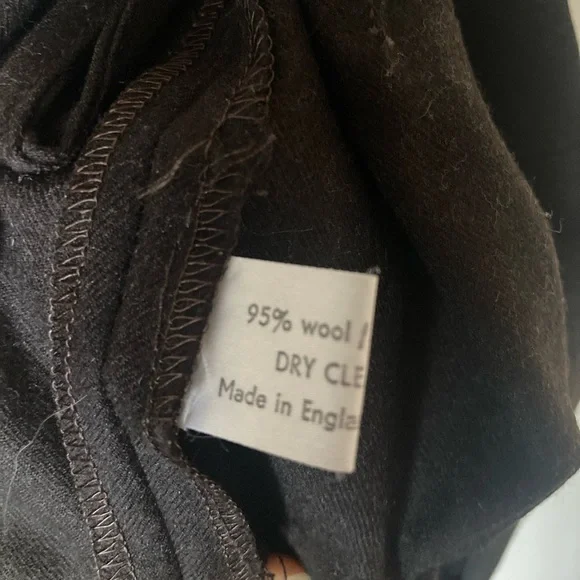 95% wool /
DRY CLE
Made in Engla